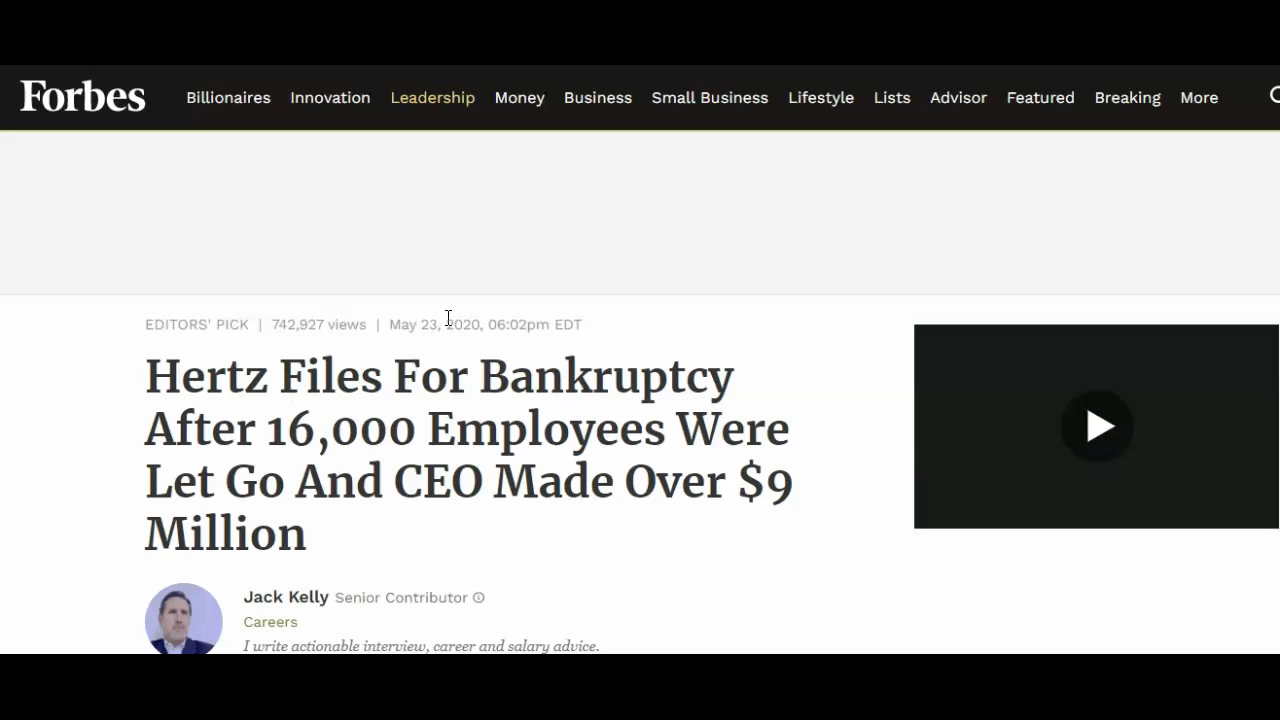 Forbes Billionaires Innovation Leadership Money Business Small Business Lifestyle Lists Advisor Featured Breaking More
EDITORS' PICK | 742,927 views | May 23, 2020, 06:02pm EDT
Hertz Files For Bankruptcy
After 16,000 Employees Were
Let Go And CEO Made Over $9
Million
Jack Kelly Senior Contributor
Careers
I write actionable interview, career and salary advice.